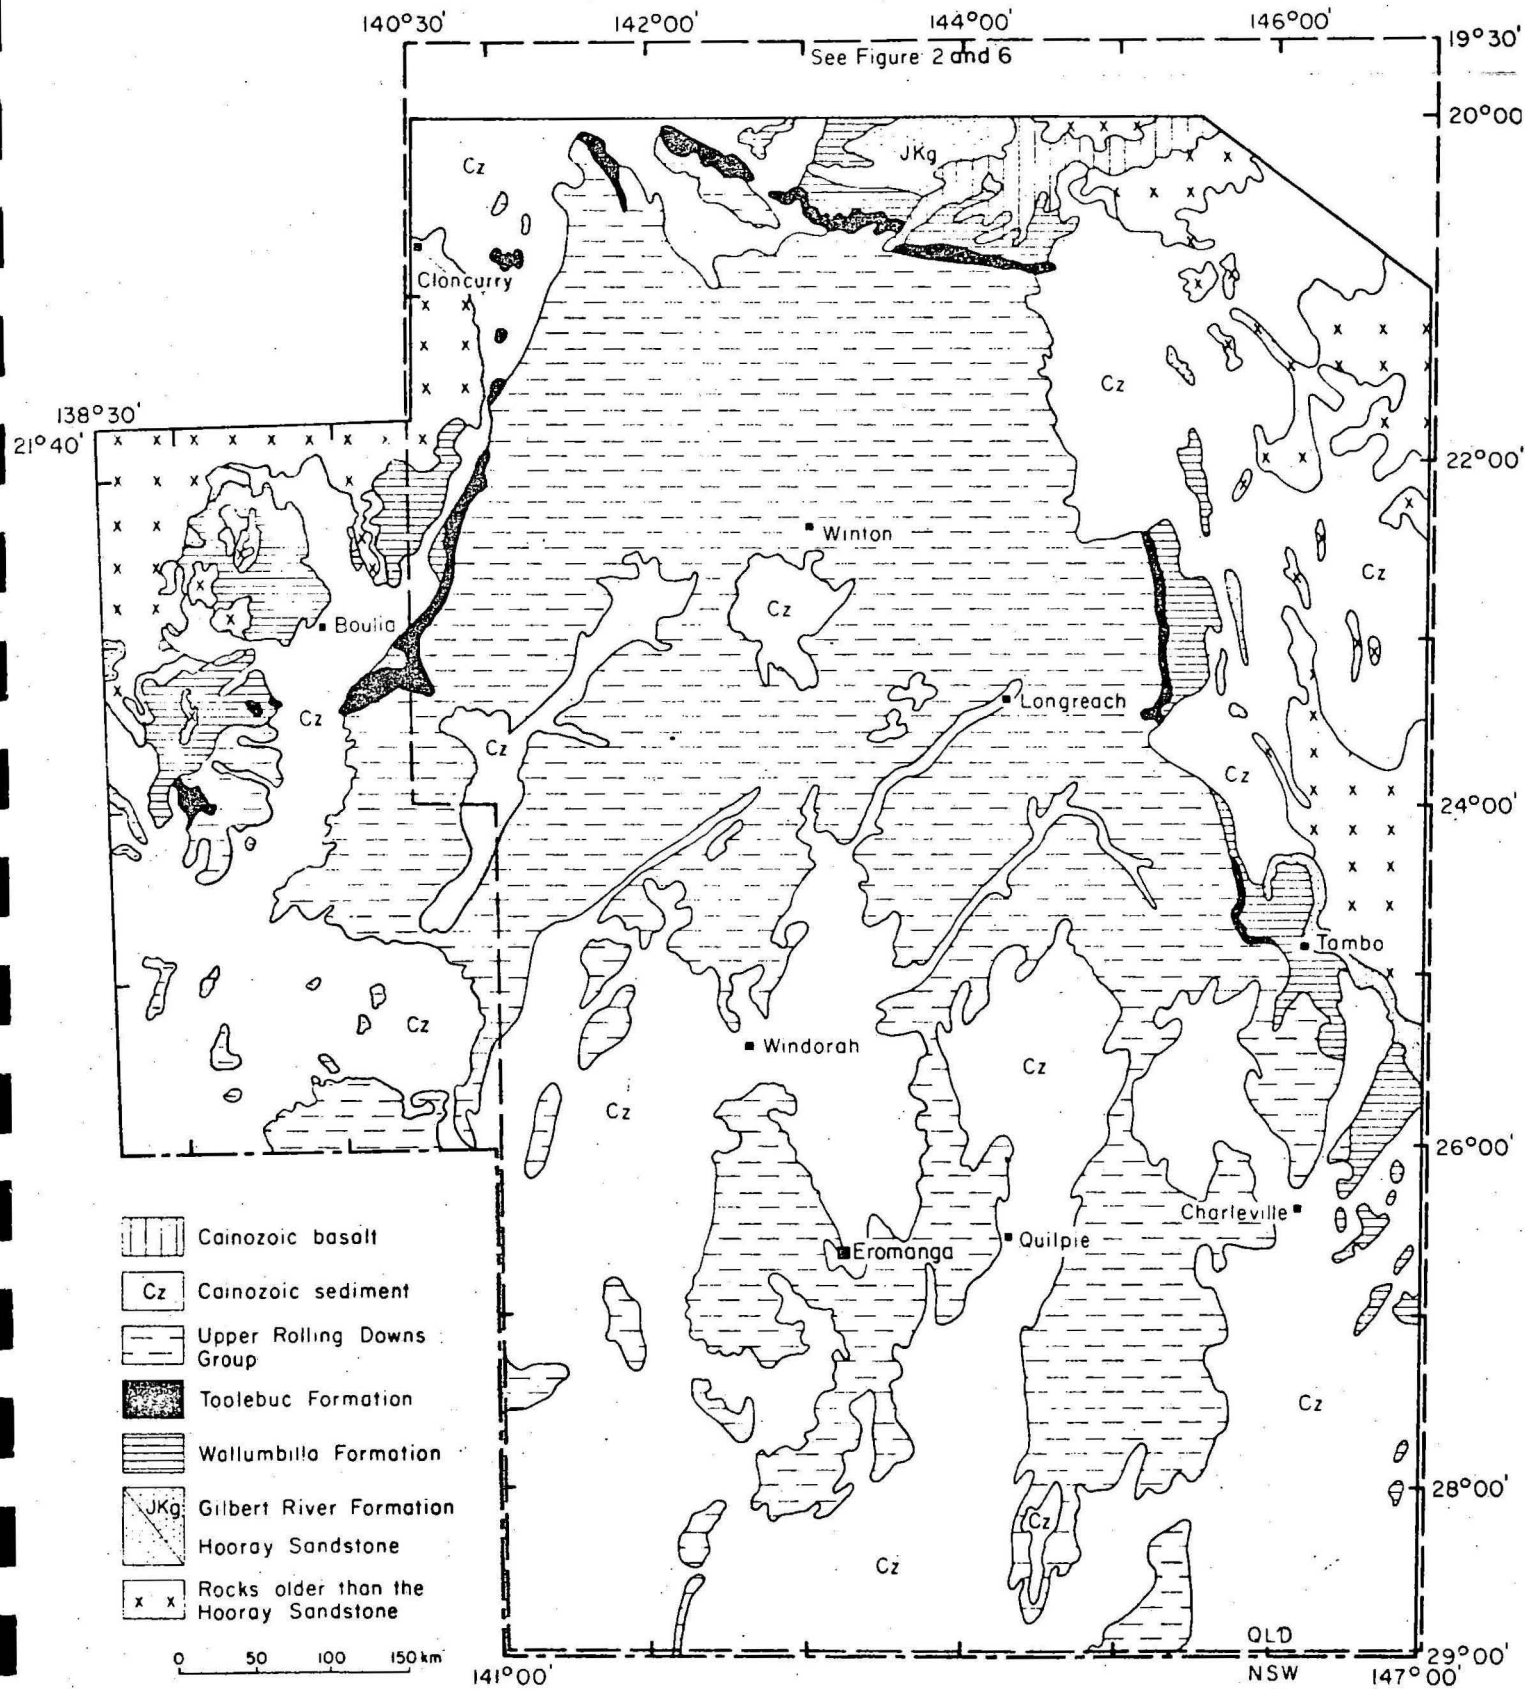 140°30'
142°00'
144°00'
146°00'
19°30'
See Figure 2 and 6
20°00'
Cz
JKg
Cloncurry
Cz
138°30'
21°40'
22°00'
Winton
Cz
Cz
Boulia
Longreach
Cz
Cz
Cz
24°00'
Tambo
Cz
Windorah
Cz
Cz
26°00'
Charleville
Quilpie
Eromanga
Cainozoic basalt
Cz Cainozoic sediment
Upper Rolling Downs
Group
Toolebuc Formation
Cz
Wallumbilla Formation
JKg Gilbert River Formation
28°00'
Cz
Hooray Sandstone
Cz
x x Rocks older than the
Hooray Sandstone
QLD
0 50 100 150 km
29°00'
141°00'
NSW
147°00'